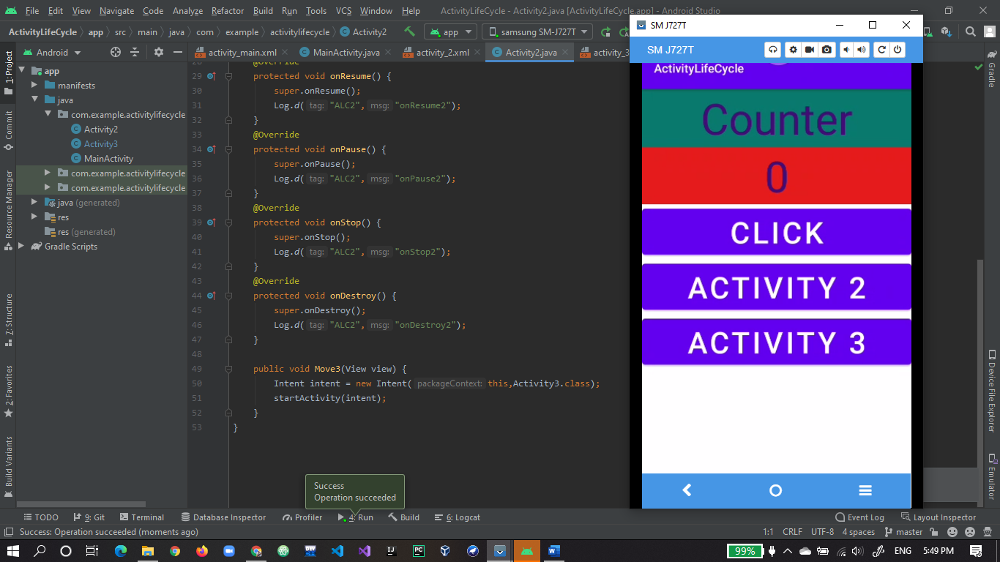 File Edit View Navigate Code Analyze Refactor Build Run Tools VCS Window Help ActivityLifeCycle - Activity2.java [ActivityLifeCycle.app] - Android Studio
ActivityLifeCycle app src main java com example activitylifecycle Activity2 app samsung SM-J727T
Android
activity_main.xml MainActivity.java activity_2.xml Activity2.java activity_3
1: Project
Commit
Resource Manager
7: Structure
2: Favorites
Build Variants
app
manifests
java
com.example.activitylifecycle
Activity2
Activity3
MainActivity
com.example.activitylifecycle
com.example.activitylifecycle
java (generated)
res
res (generated)
Gradle Scripts
28 @Override
29 protected void onResume() {
30 super.onResume();
31 Log.d( tag: "ALC2", msg: "onResume2");
32 }
33 @Override
34 protected void onPause() {
35 super.onPause();
36 Log.d( tag: "ALC2", msg: "onPause2");
37 }
38 @Override
39 protected void onStop() {
40 super.onStop();
41 Log.d( tag: "ALC2", msg: "onStop2");
42 }
43 @Override
44 protected void onDestroy() {
45 super.onDestroy();
46 Log.d( tag: "ALC2", msg: "onDestroy2");
47 }
48
49 public void Move3(View view) {
50 Intent intent = new Intent( packageContext: this,Activity3.class);
51 startActivity(intent);
52 }
53 }
SM J727T
SM J727T
ActivityLifeCycle
Counter
0
CLICK
ACTIVITY 2
ACTIVITY 3
Gradle
Device File Explorer
Emulator
Success
Operation succeeded
TODO 9: Git Terminal Database Inspector Profiler 4: Run Build 6: Logcat Event Log Layout Inspector
Success: Operation succeeded (moments ago) 1:1 CRLF UTF-8 4 spaces master
99% ENG 5:49 PM